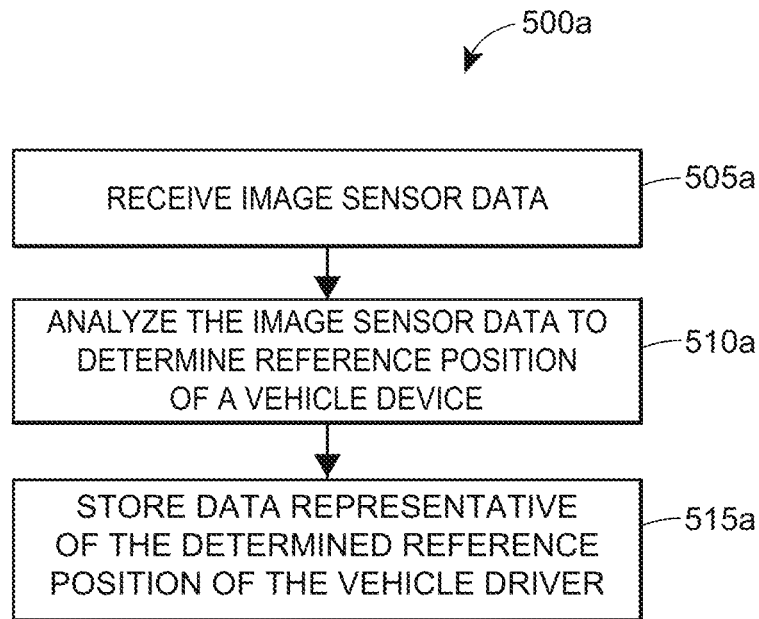 500a
RECEIVE IMAGE SENSOR DATA
505a
ANALYZE THE IMAGE SENSOR DATA TO
DETERMINE REFERENCE POSITION
OF A VEHICLE DEVICE
510a
STORE DATA REPRESENTATIVE
OF THE DETERMINED REFERENCE
POSITION OF THE VEHICLE DRIVER
515a